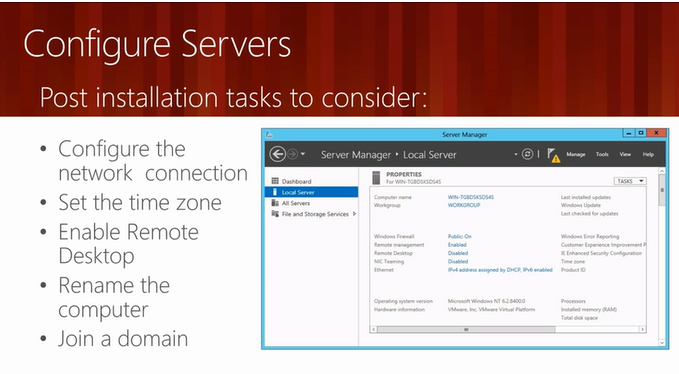 Configure Servers
Post installation tasks to consider:
• Configure the
network connection
• Set the time zone
• Enable Remote
Desktop
• Rename the
computer
• Join a domain
Server Manager
Server Manager • Local Server
Manage Tools View Help
Dashboard
Local Server
All Servers
File and Storage Services
PROPERTIES
For WIN-TGBDSKSDS4S
TASKS
Computer name WIN-TGBDSKSDS4S Last installed updates
Workgroup WORKGROUP Windows Update
Last checked for updates
Windows Firewall Public: On Windows Error Reporting
Remote management Enabled Customer Experience Improvement P
Remote Desktop Disabled IE Enhanced Security Configuration
NIC Teaming Disabled Time zone
Ethernet IPv4 address assigned by DHCP, IPv6 enabled Product ID
Operating system version Microsoft Windows NT 6.2.8400.0 Processors
Hardware information VMware, Inc. VMware Virtual Platform Installed memory (RAM)
Total disk space